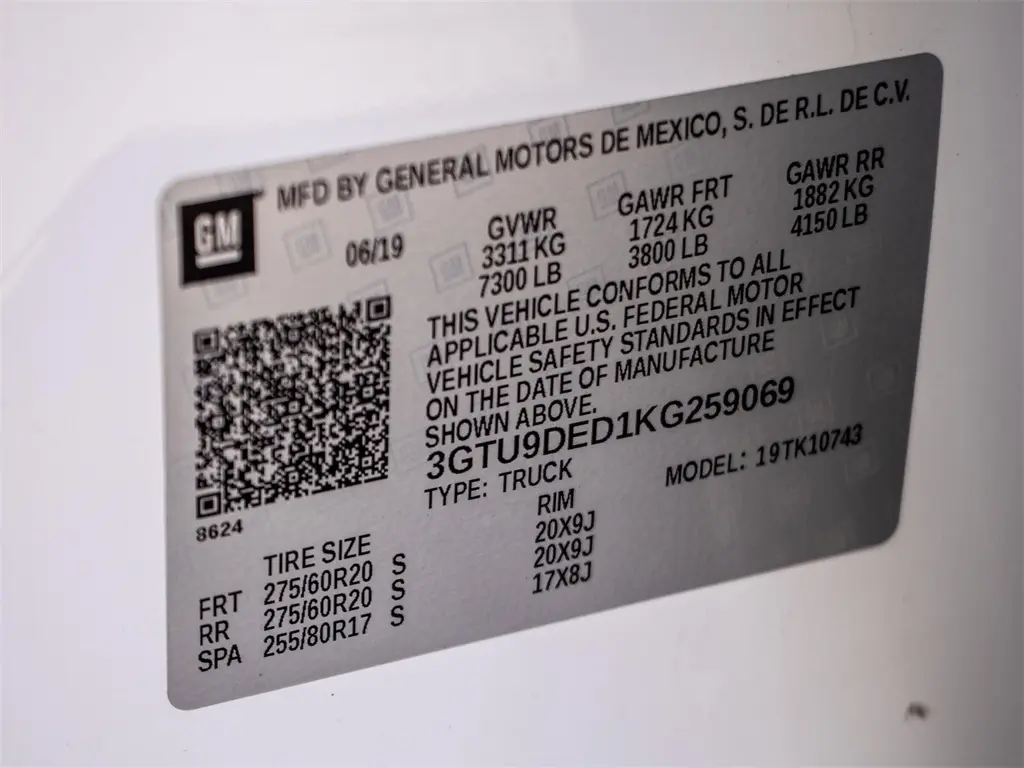 GM
MFD BY GENERAL MOTORS DE MEXICO, S. DE R.L. DE C.V.
06/19
GVWR GAWR FRT GAWR RR
3311 KG 1724 KG 1882 KG
7300 LB 3800 LB 4150 LB
THIS VEHICLE CONFORMS TO ALL
APPLICABLE U.S. FEDERAL MOTOR
VEHICLE SAFETY STANDARDS IN EFFECT
ON THE DATE OF MANUFACTURE
SHOWN ABOVE.
3GTU9DED1KG259069
TYPE: TRUCK MODEL: 19TK10743
8624
TIRE SIZE RIM
FRT 275/60R20 S 20X9J
RR 275/60R20 S 20X9J
SPA 255/80R17 S 17X8J